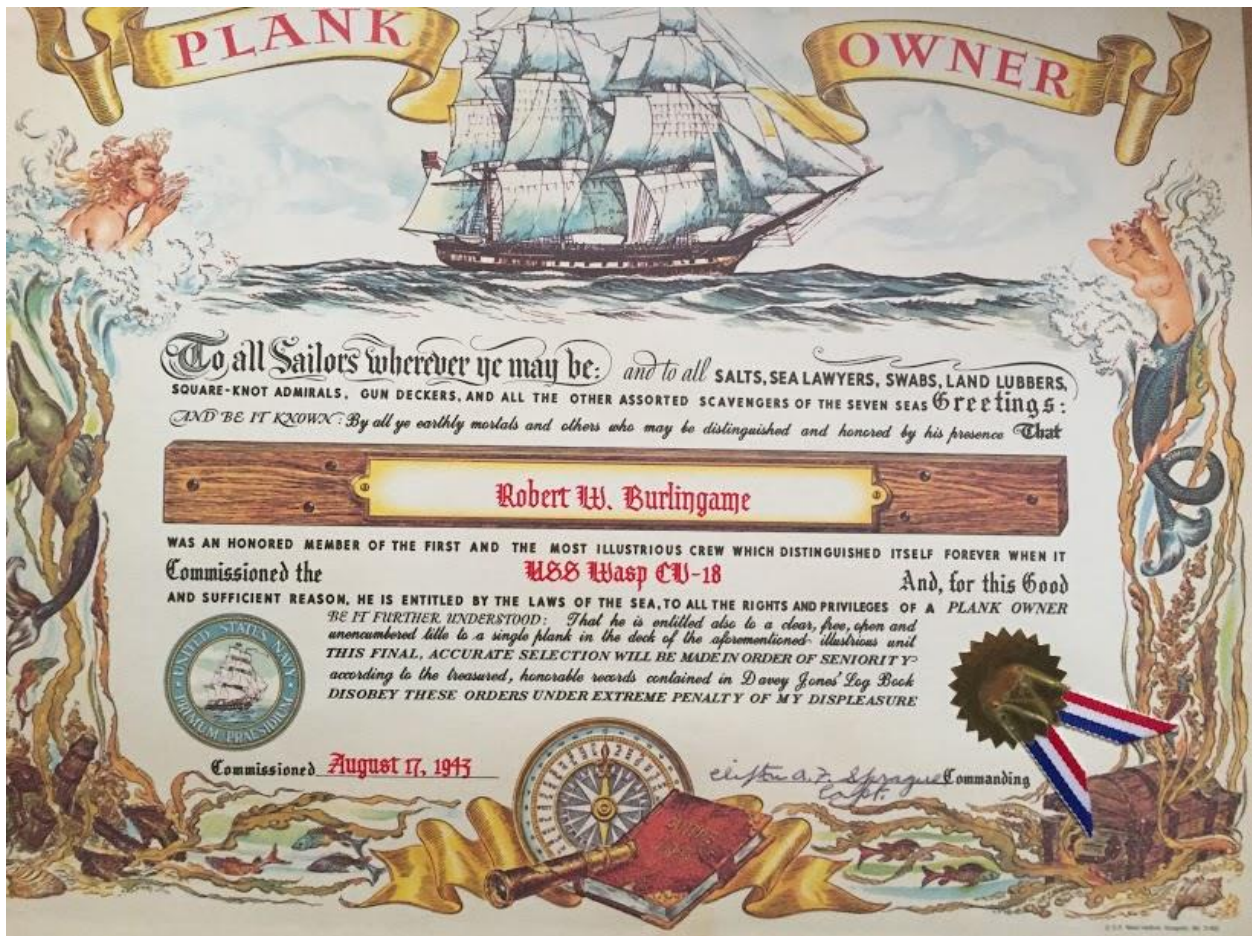 PLANK OWNER
To all Sailors wherever ye may be: and to all SALTS, SEA LAWYERS, SWABS, LAND LUBBERS,
SQUARE-KNOT ADMIRALS, GUN DECKERS, AND ALL THE OTHER ASSORTED SCAVENGERS OF THE SEVEN SEAS Greetings:
AND BE IT KNOWN: By all ye earthly mortals and others who may be distinguished and honored by his presence That
Robert W. Burlingame
WAS AN HONORED MEMBER OF THE FIRST AND THE MOST ILLUSTRIOUS CREW WHICH DISTINGUISHED ITSELF FOREVER WHEN IT
Commissioned the USS Wasp CV-18 And, for this Good
AND SUFFICIENT REASON, HE IS ENTITLED BY THE LAWS OF THE SEA, TO ALL THE RIGHTS AND PRIVILEGES OF A PLANK OWNER
BE IT FURTHER UNDERSTOOD: That he is entitled also to a clear, free, open and
unencumbered title to a single plank in the deck of the aforementioned illustrious unit
THIS FINAL, ACCURATE SELECTION WILL BE MADE IN ORDER OF SENIORITY
according to the treasured, honorable records contained in Davey Jones' Log Book
DISOBEY THESE ORDERS UNDER EXTREME PENALTY OF MY DISPLEASURE
UNITED STATES NAVY
PRIMUM PRAESIDIUM
Commissioned August 17, 1943
Clifton A. F. Sprague Commanding
Capt.